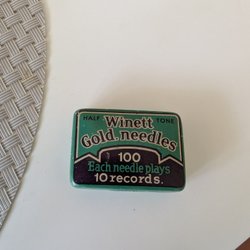 HALF TONE
Winett
Gold needles
100
Each needle plays
10 records.